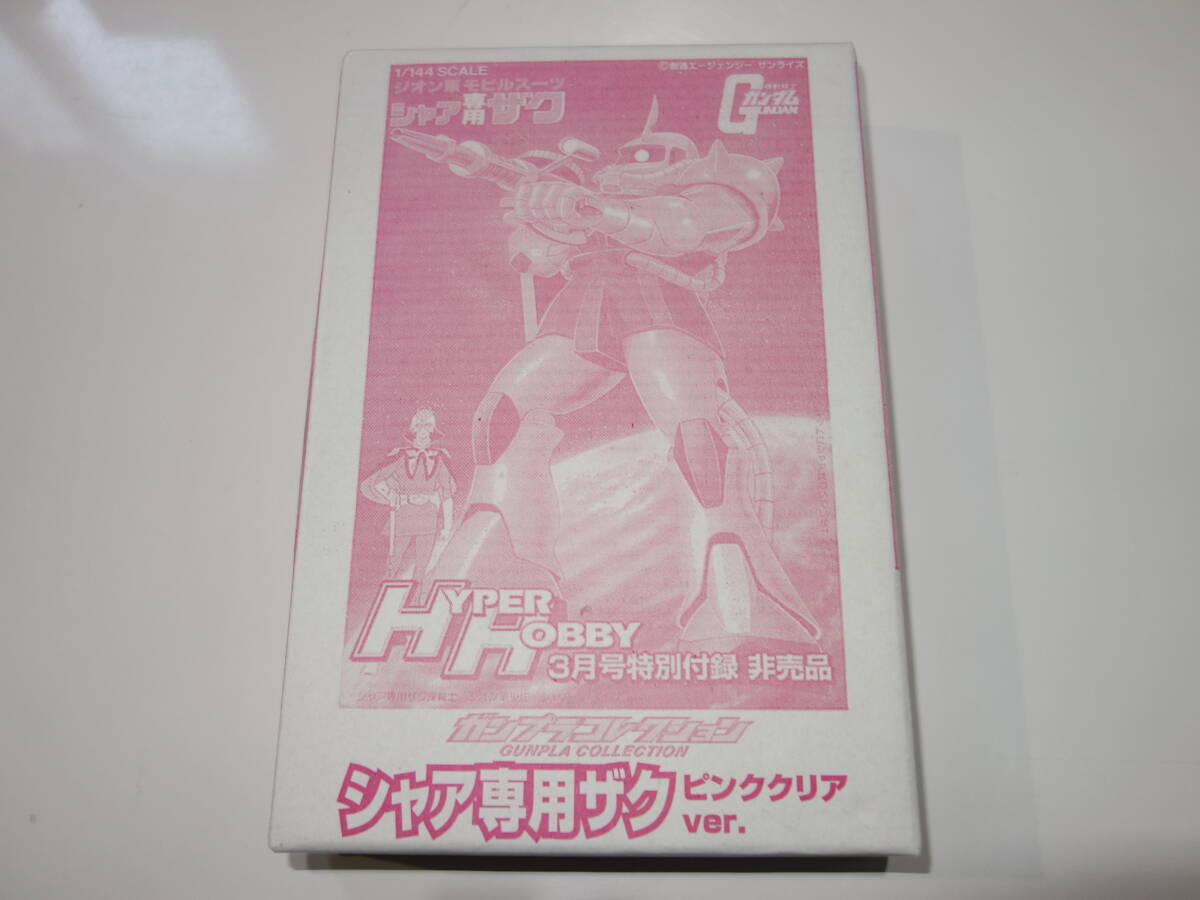 1/144 SCALE
©創通エージェンシー サンライズ
ジオン軍 モビルスーツ
シャア専用ザク
機動戦士
ガンダム
GUNDAM
HYPER
HOBBY
3月号特別付録 非売品
ガンプラコレクション
GUNPLA COLLECTION
シャア専用ザク ピンククリア
ver.